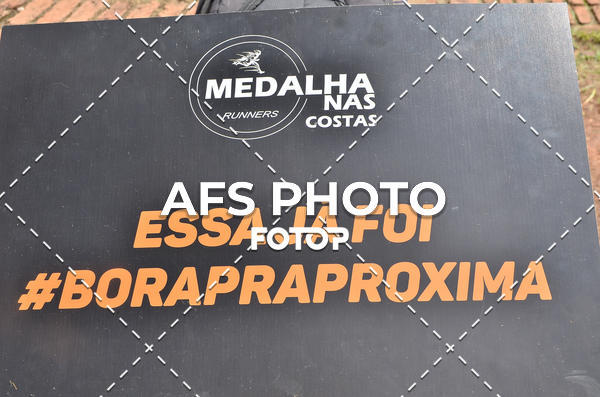 MEDALHA
NAS
RUNNERS
COSTAS
AFS PHOTO
ESSA JÁ FOI
FOTOP
#BORAPRAPROXIMA